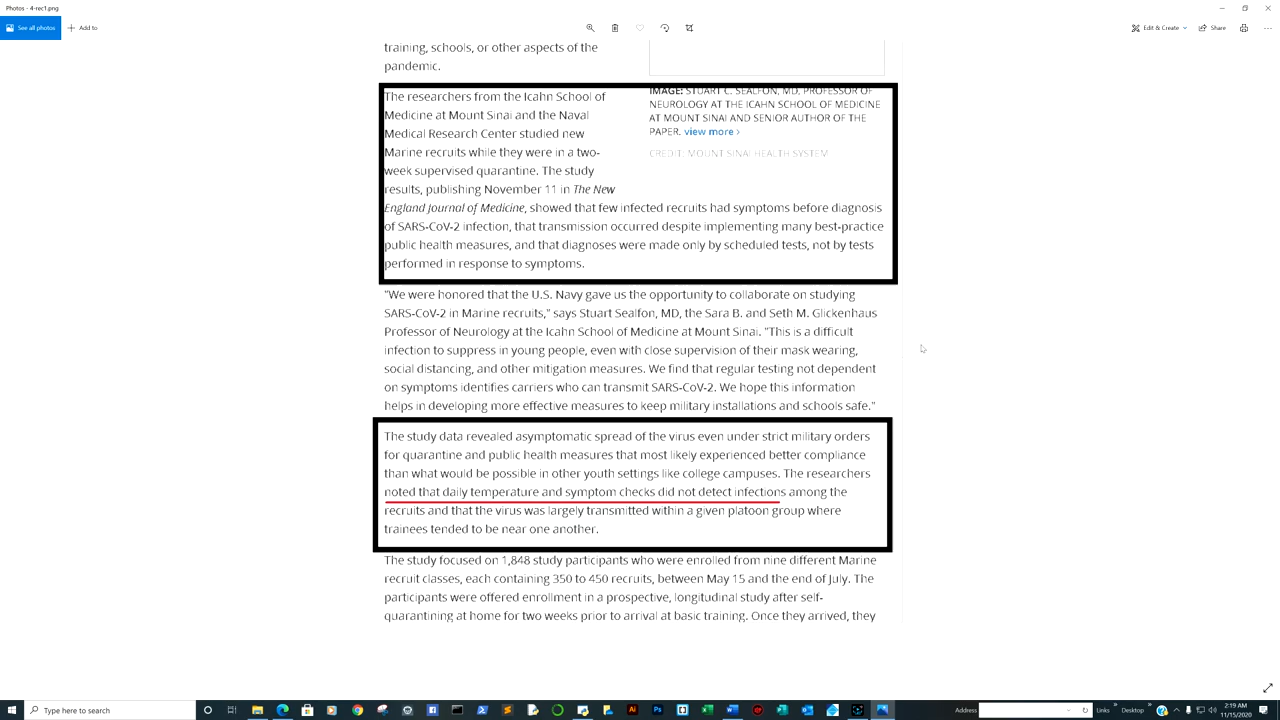 Photos - 4-rec1.png
See all photos
Add to
Edit & Create
Share
training, schools, or other aspects of the
pandemic.
The researchers from the Icahn School of
Medicine at Mount Sinai and the Naval
Medical Research Center studied new
Marine recruits while they were in a two-
week supervised quarantine. The study
results, publishing November 11 in The New
England Journal of Medicine, showed that few infected recruits had symptoms before diagnosis
of SARS-CoV-2 infection, that transmission occurred despite implementing many best-practice
public health measures, and that diagnoses were made only by scheduled tests, not by tests
performed in response to symptoms.
IMAGE: STUART C. SEALFON, MD, PROFESSOR OF
NEUROLOGY AT THE ICAHN SCHOOL OF MEDICINE
AT MOUNT SINAI AND SENIOR AUTHOR OF THE
PAPER. view more ›
CREDIT: MOUNT SINAI HEALTH SYSTEM
"We were honored that the U.S. Navy gave us the opportunity to collaborate on studying
SARS-CoV-2 in Marine recruits," says Stuart Sealfon, MD, the Sara B. and Seth M. Glickenhaus
Professor of Neurology at the Icahn School of Medicine at Mount Sinai. "This is a difficult
infection to suppress in young people, even with close supervision of their mask wearing,
social distancing, and other mitigation measures. We find that regular testing not dependent
on symptoms identifies carriers who can transmit SARS-CoV-2. We hope this information
helps in developing more effective measures to keep military installations and schools safe."
The study data revealed asymptomatic spread of the virus even under strict military orders
for quarantine and public health measures that most likely experienced better compliance
than what would be possible in other youth settings like college campuses. The researchers
noted that daily temperature and symptom checks did not detect infections among the
recruits and that the virus was largely transmitted within a given platoon group where
trainees tended to be near one another.
The study focused on 1,848 study participants who were enrolled from nine different Marine
recruit classes, each containing 350 to 450 recruits, between May 15 and the end of July. The
participants were offered enrollment in a prospective, longitudinal study after self-
quarantining at home for two weeks prior to arrival at basic training. Once they arrived, they
Type here to search
Address
Links
Desktop
2:19 AM
11/15/2020